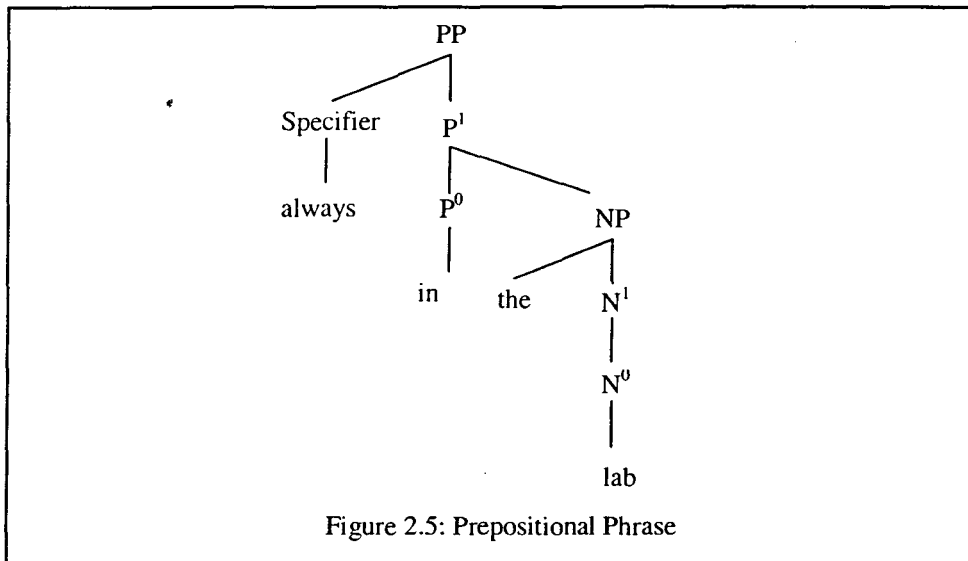 PP
Specifier P¹
always P⁰ NP
in the N¹
N⁰
lab
Figure 2.5: Prepositional Phrase